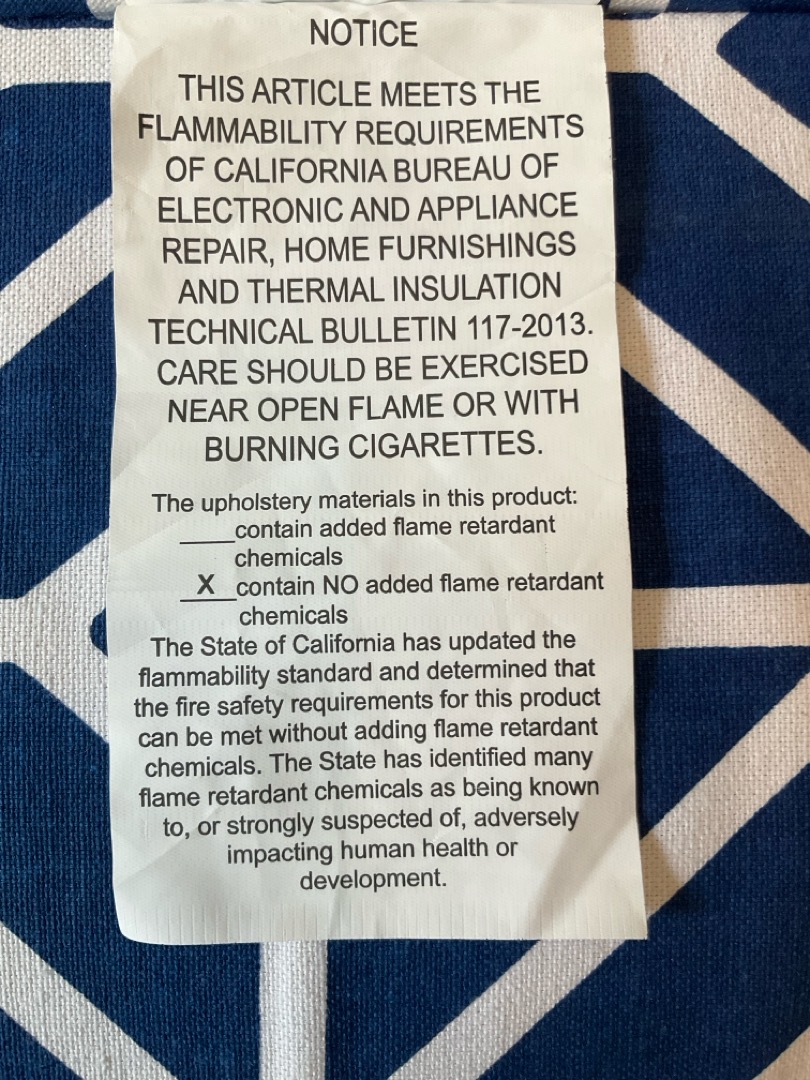 NOTICE
THIS ARTICLE MEETS THE
FLAMMABILITY REQUIREMENTS
OF CALIFORNIA BUREAU OF
ELECTRONIC AND APPLIANCE
REPAIR, HOME FURNISHINGS
AND THERMAL INSULATION
TECHNICAL BULLETIN 117-2013.
CARE SHOULD BE EXERCISED
NEAR OPEN FLAME OR WITH
BURNING CIGARETTES.
The upholstery materials in this product:
____contain added flame retardant
chemicals
__X__contain NO added flame retardant
chemicals
The State of California has updated the
flammability standard and determined that
the fire safety requirements for this product
can be met without adding flame retardant
chemicals. The State has identified many
flame retardant chemicals as being known
to, or strongly suspected of, adversely
impacting human health or
development.